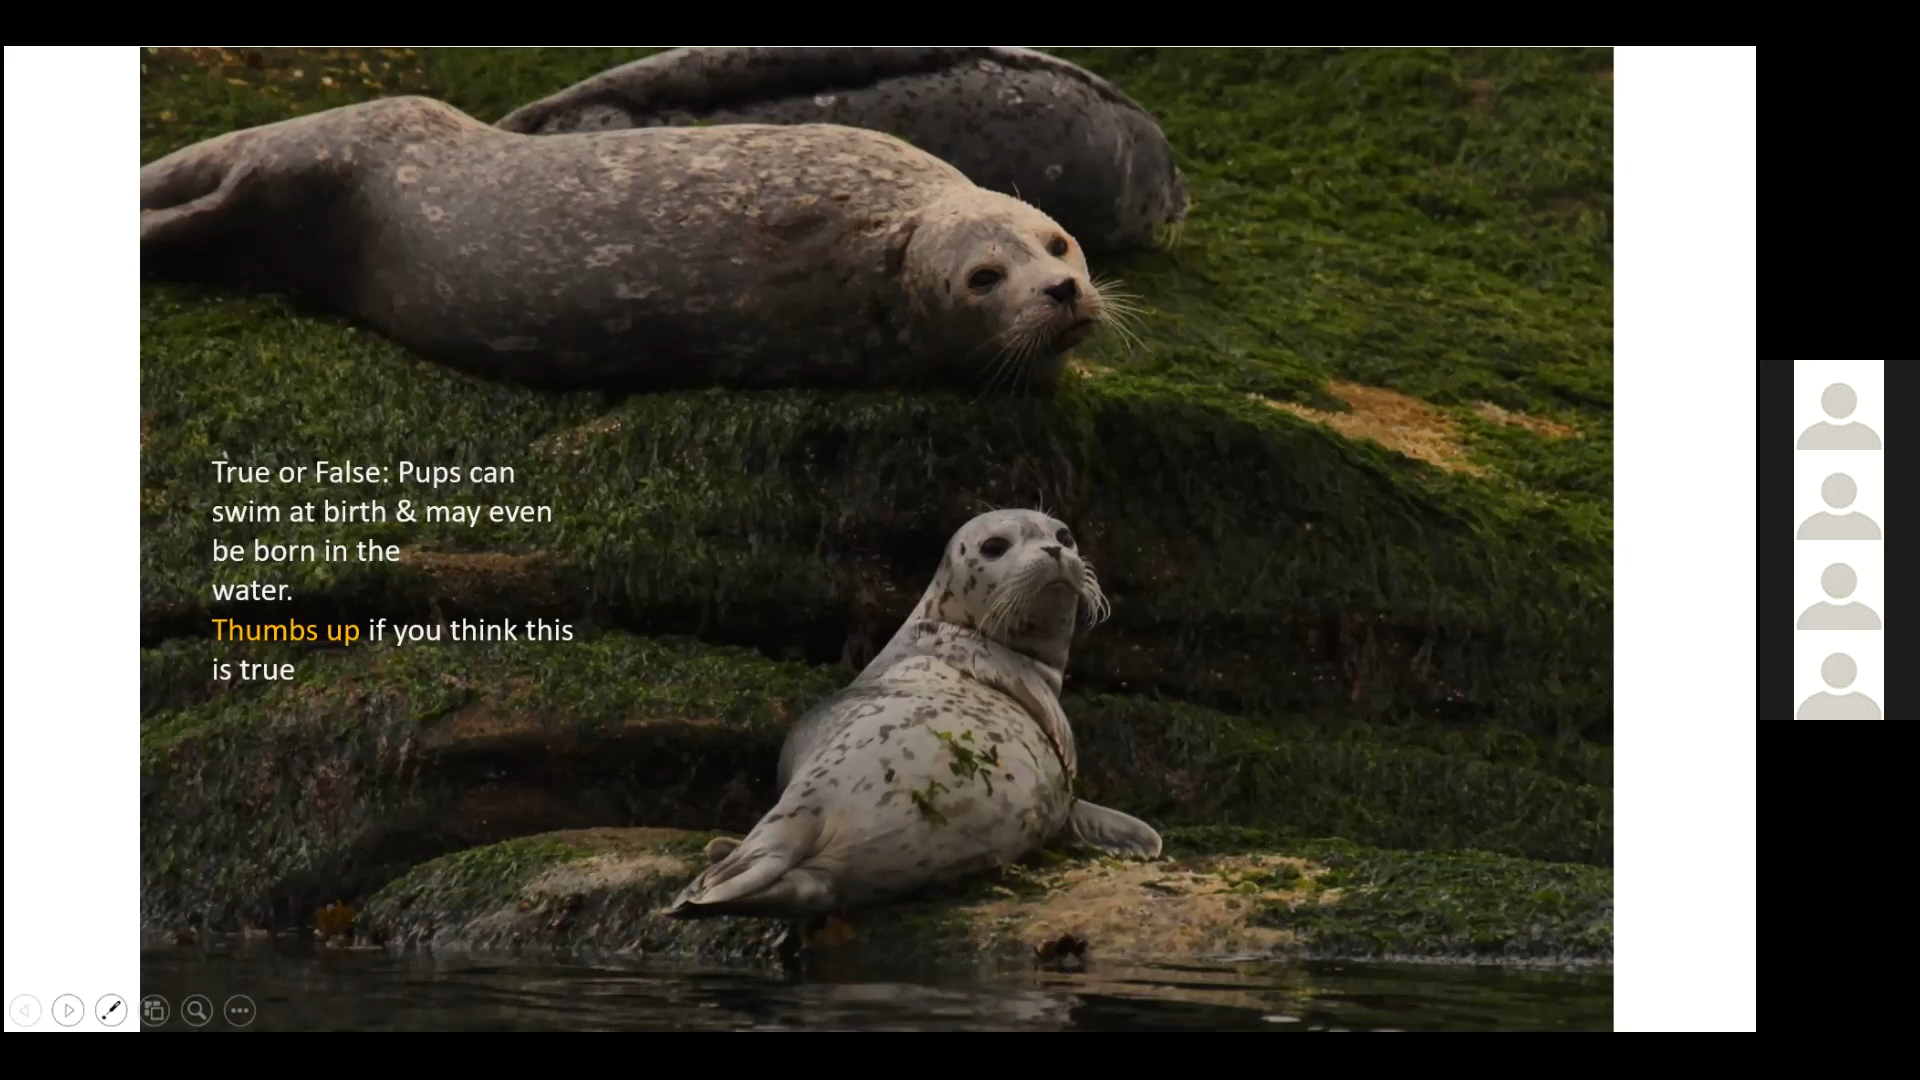 True or False: Pups can
swim at birth & may even
be born in the
water.
Thumbs up if you think this
is true